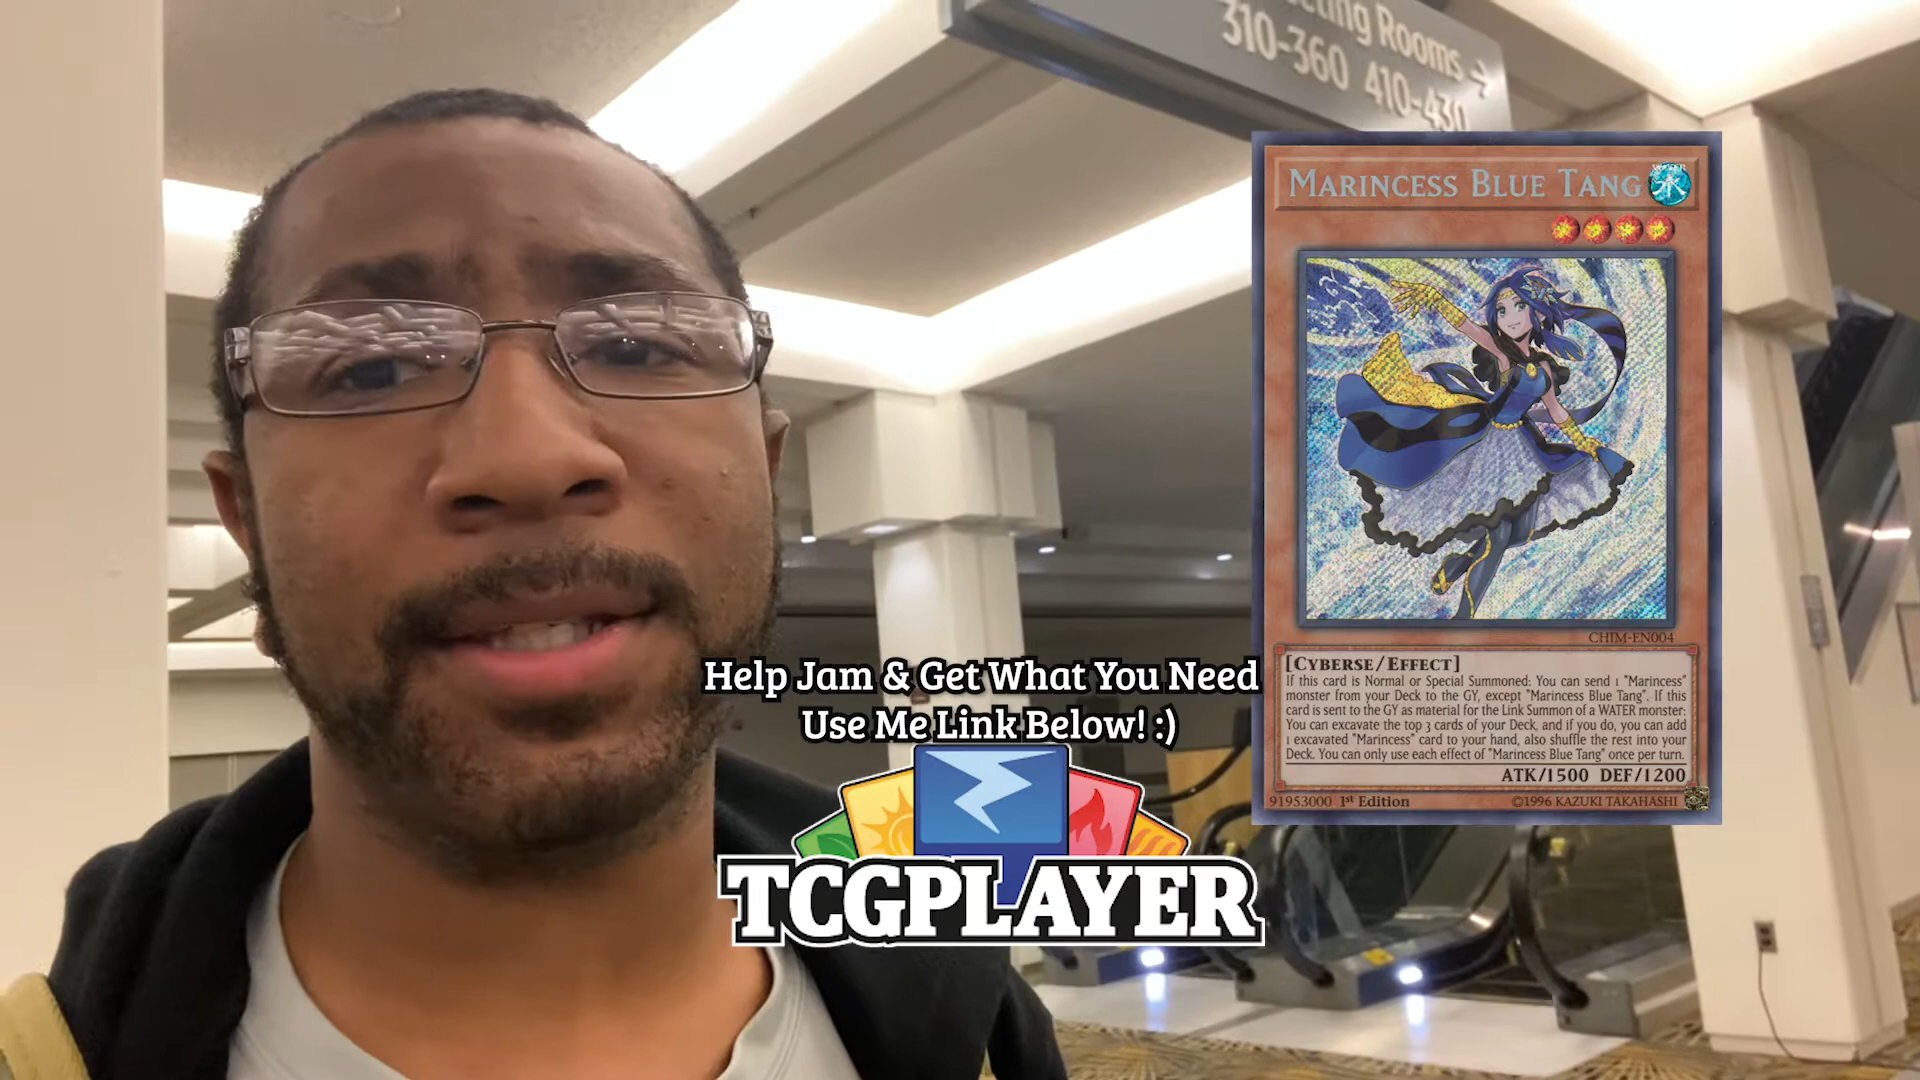 Meeting Rooms →
310-360 410-430
MARINCESS BLUE TANG
WATER
水
CHIM-EN004
[CYBERSE/EFFECT]
If this card is Normal or Special Summoned: You can send 1 "Marincess"
monster from your Deck to the GY, except "Marincess Blue Tang". If this
card is sent to the GY as material for the Link Summon of a WATER monster:
You can excavate the top 3 cards of your Deck, and if you do, you can add
1 excavated "Marincess" card to your hand, also shuffle the rest into your
Deck. You can only use each effect of "Marincess Blue Tang" once per turn.
ATK/1500 DEF/1200
91953000 1st Edition ©1996 KAZUKI TAKAHASHI
Help Jam & Get What You Need
Use Me Link Below! :)
TCGPLAYER